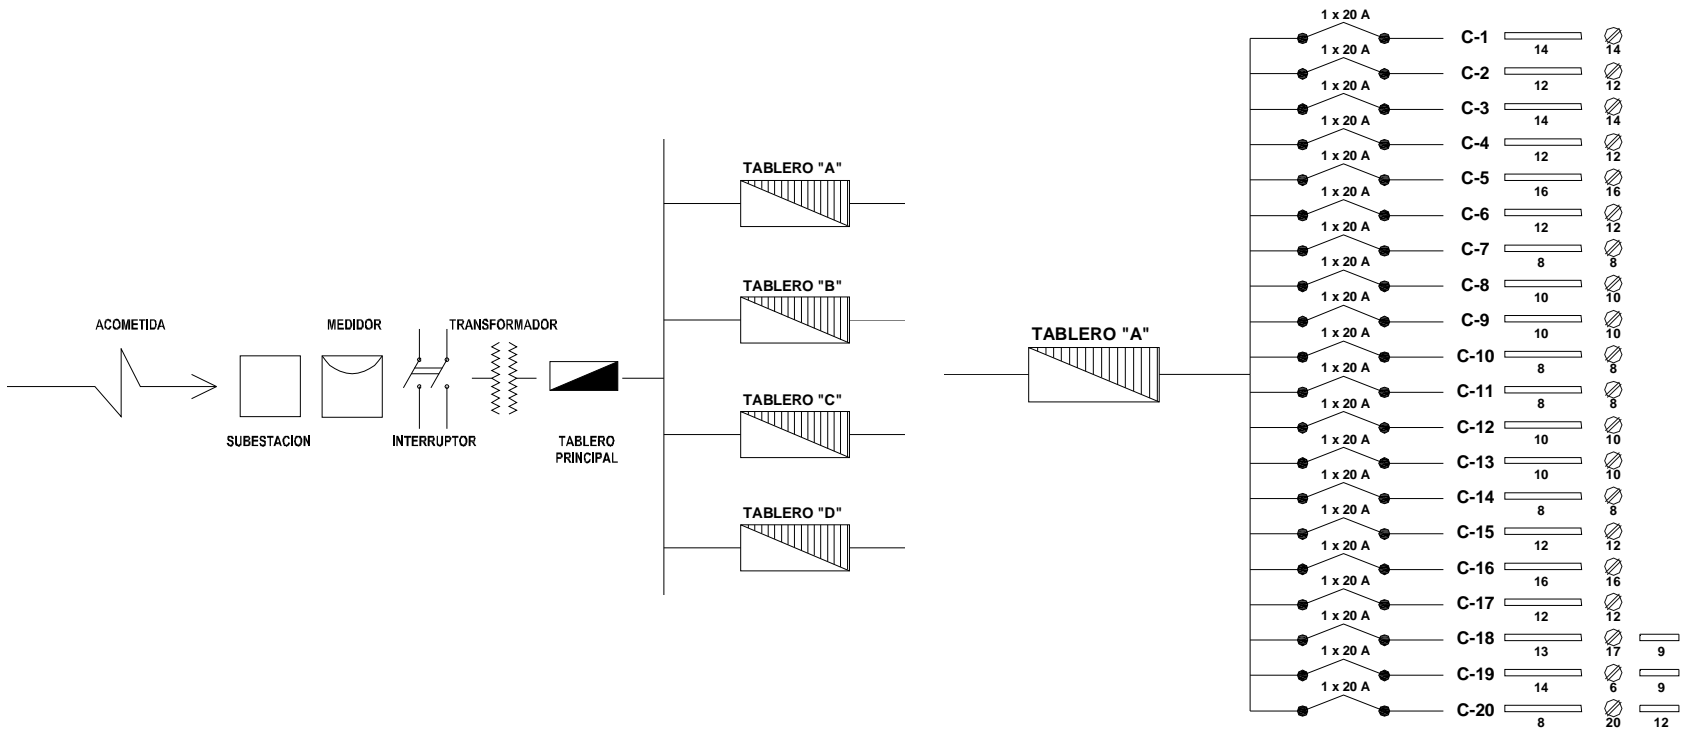 ACOMETIDA
SUBESTACION
MEDIDOR
INTERRUPTOR
TRANSFORMADOR
TABLERO
PRINCIPAL
TABLERO "A"
TABLERO "B"
TABLERO "C"
TABLERO "D"
TABLERO "A"
1 x 20 A C-1 14 14
1 x 20 A C-2 12 12
1 x 20 A C-3 14 14
1 x 20 A C-4 12 12
1 x 20 A C-5 16 16
1 x 20 A C-6 12 12
1 x 20 A C-7 8 8
1 x 20 A C-8 10 10
1 x 20 A C-9 10 10
1 x 20 A C-10 8 8
1 x 20 A C-11 8 8
1 x 20 A C-12 10 10
1 x 20 A C-13 10 10
1 x 20 A C-14 8 8
1 x 20 A C-15 12 12
1 x 20 A C-16 16 16
1 x 20 A C-17 12 12
1 x 20 A C-18 13 17 9
1 x 20 A C-19 14 6 9
1 x 20 A C-20 8 20 12